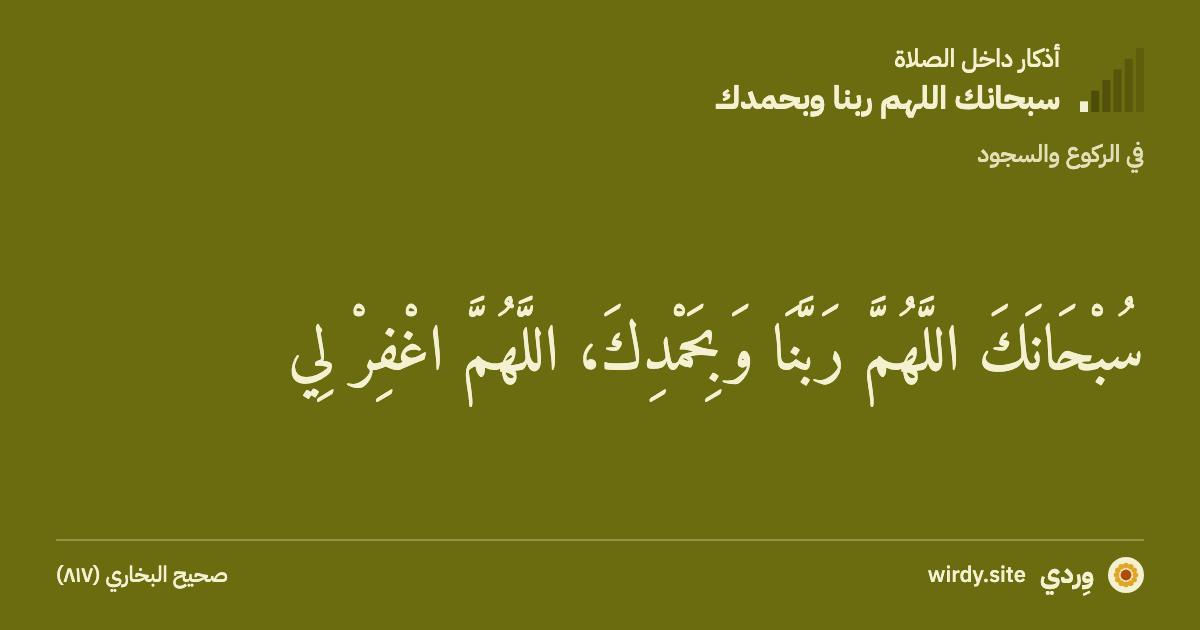 أذكار داخل الصلاة
سبحانك اللهم ربنا وبحمدك
في الركوع والسجود
سُبْحَانَكَ اللَّهُمَّ رَبَّنَا وَبِحَمْدِكَ، اللَّهُمَّ اغْفِرْ لِي
وِردي wirdy.site
صحيح البخاري (٨١٧)